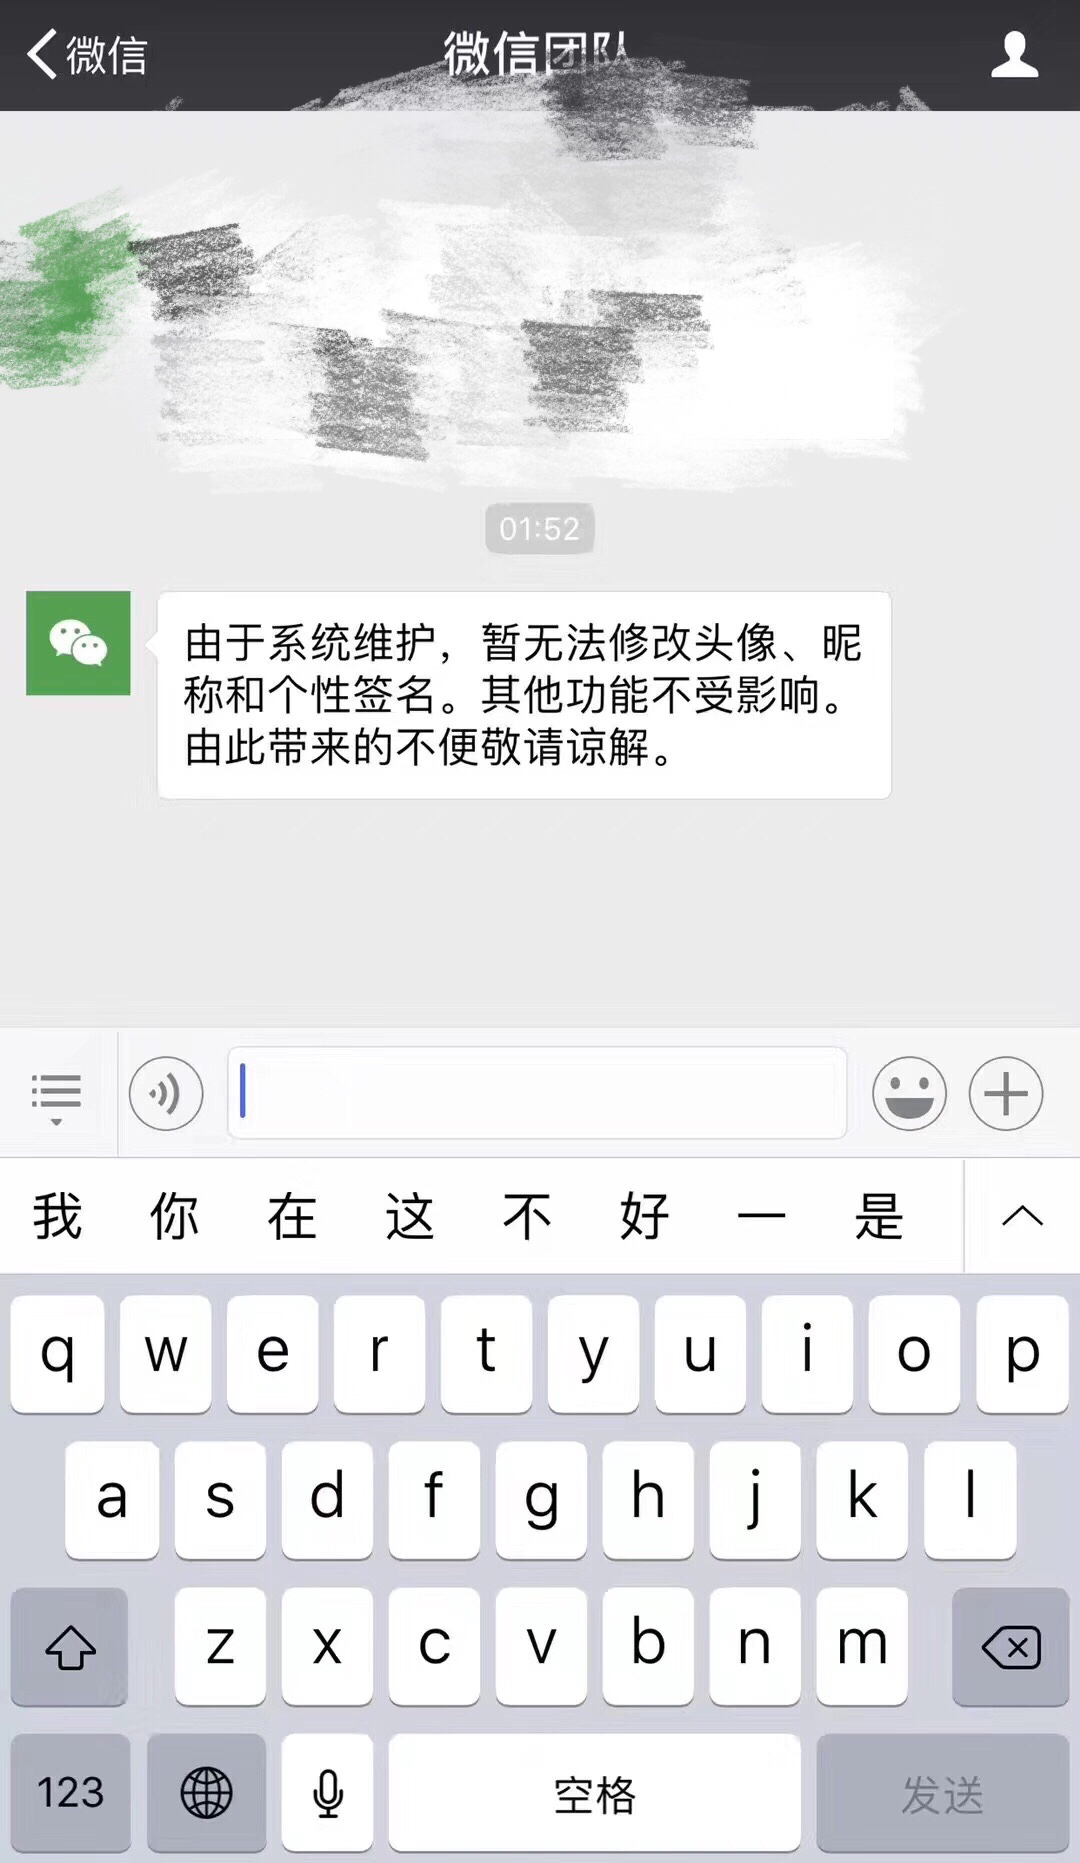 微信
微信团队
01:52
由于系统维护，暂无法修改头像、昵
称和个性签名。其他功能不受影响。
由此带来的不便敬请谅解。
我 你 在 这 不 好 一 是
q w e r t y u i o p
a s d f g h j k l
z x c v b n m
123 空格 发送